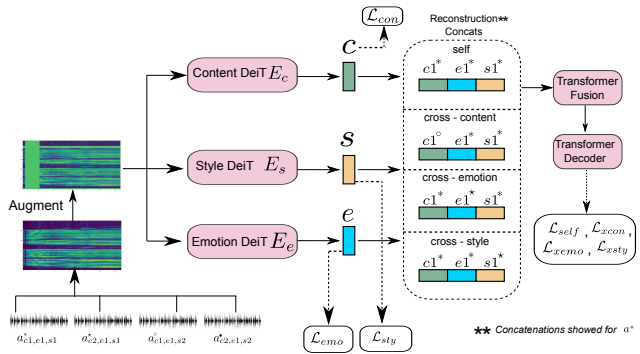 Reconstruction**
Concats
self
c1* e1* s1*
cross - content
c1° e1* s1*
cross - emotion
c1* e1⋆ s1*
cross - style
c1* e1* s1⋆
Content DeiT E_c
Style DeiT E_s
Emotion DeiT E_e
c
s
e
L_con
L_emo
L_sty
Transformer
Fusion
Transformer
Decoder
L_self , L_xcon ,
L_xemo , L_xsty
Augment
a*_{c1,e1,s1} a⋆_{c2,e1,s1} a°_{c1,e1,s2} a•_{c2,e1,s2}
** Concatenations showed for a*